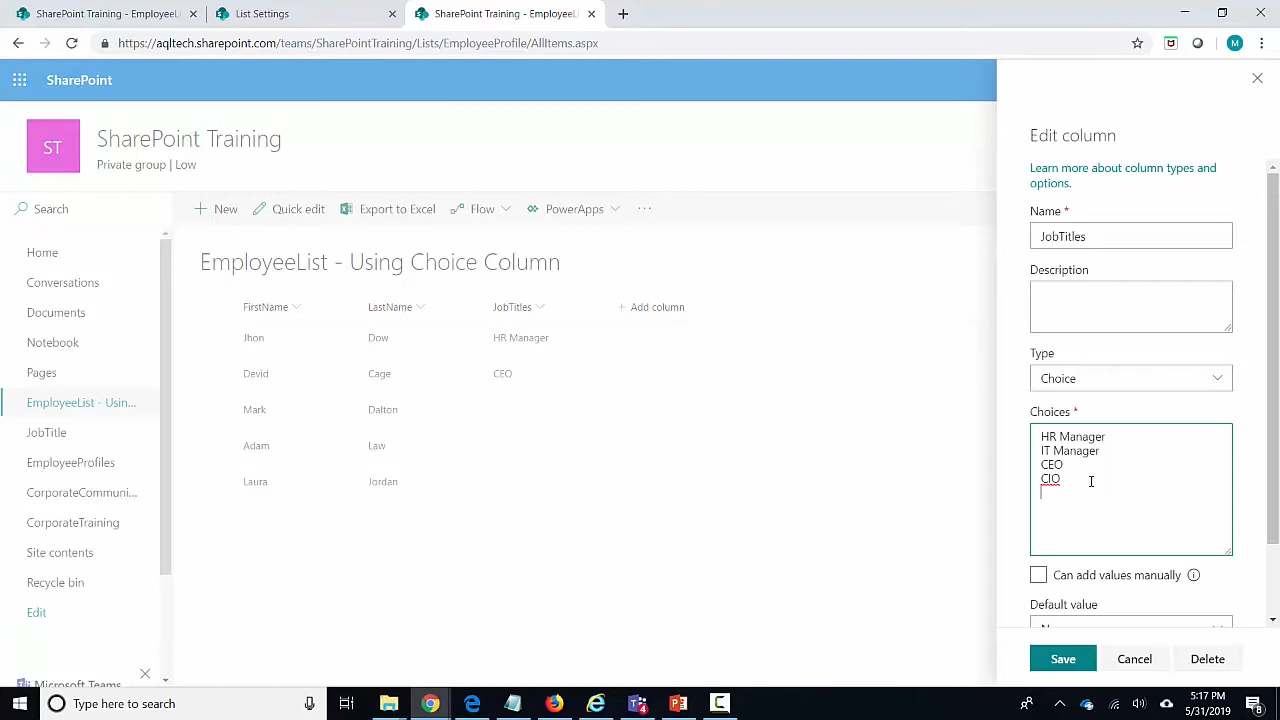 SharePoint Training - EmployeeL
List Settings
SharePoint Training - EmployeeLi
https://aqltech.sharepoint.com/teams/SharePointTraining/Lists/EmployeeProfile/AllItems.aspx
M
SharePoint
ST
SharePoint Training
Private group | Low
Search
New
Quick edit
Export to Excel
Flow
PowerApps
Home
Conversations
Documents
Notebook
Pages
EmployeeList - Usin...
JobTitle
EmployeeProfiles
CorporateCommuni...
CorporateTraining
Site contents
Recycle bin
Edit
Microsoft Teams
EmployeeList - Using Choice Column
FirstName LastName JobTitles + Add column
Jhon Dow HR Manager
Devid Cage CEO
Mark Dalton
Adam Law
Laura Jordan
Edit column
Learn more about column types and
options.
Name *
JobTitles
Description
Type
Choice
Choices *
HR Manager
IT Manager
CEO
CIO
Can add values manually
Default value
Save Cancel Delete
Type here to search
4
5:17 PM
5/31/2019
8